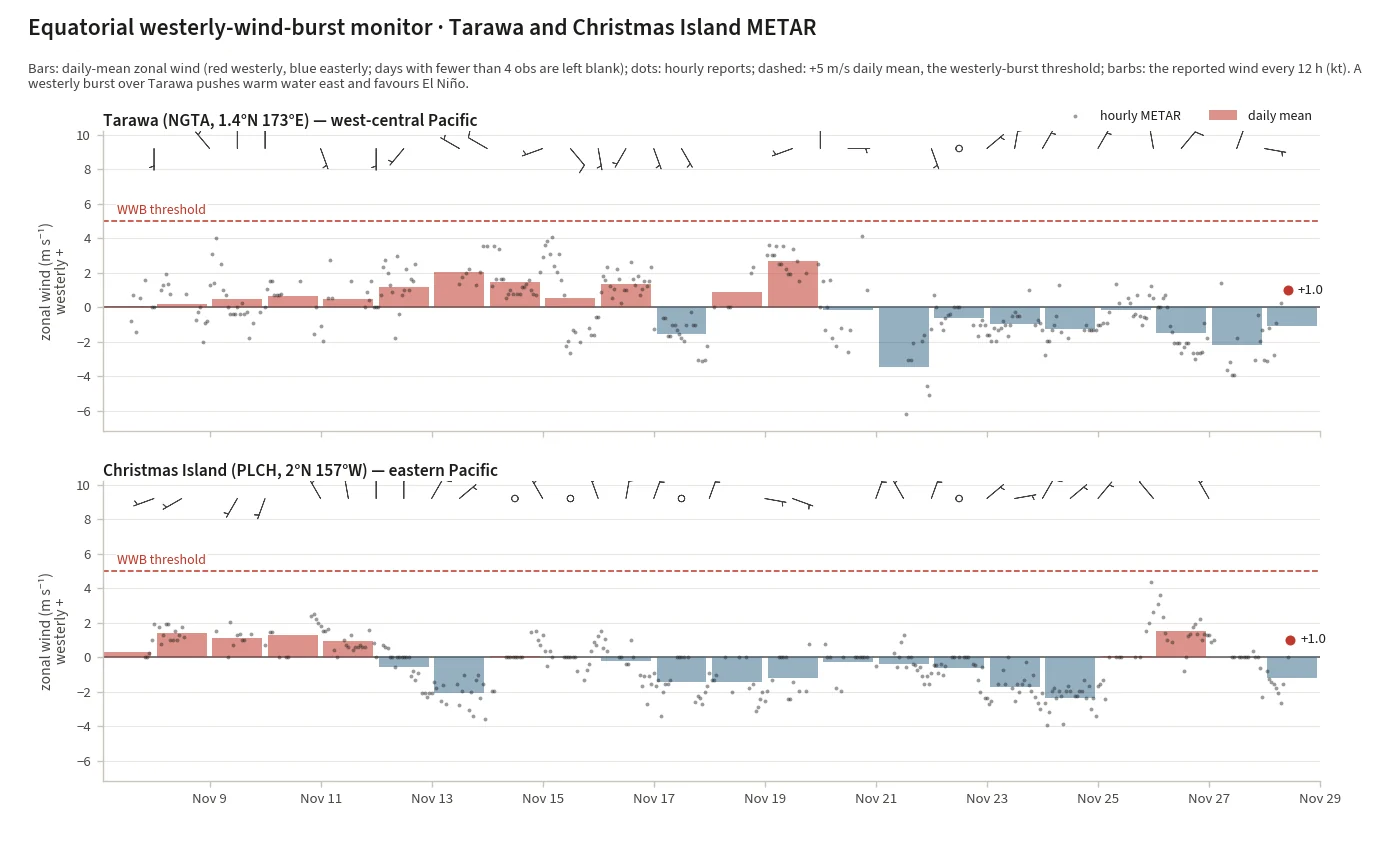 Equatorial westerly-wind-burst monitor · Tarawa and Christmas Island METAR
Bars: daily-mean zonal wind (red westerly, blue easterly; days with fewer than 4 obs are left blank); dots: hourly reports; dashed: +5 m/s daily mean, the westerly-burst threshold; barbs: the reported wind every 12 h (kt). A
westerly burst over Tarawa pushes warm water east and favours El Niño.
Tarawa (NGTA, 1.4°N 173°E) — west-central Pacific
hourly METAR
daily mean
10
8
6
4
2
0
−2
−4
−6
zonal wind (m s⁻¹)
westerly +
WWB threshold
+1.0
Christmas Island (PLCH, 2°N 157°W) — eastern Pacific
10
8
6
4
2
0
−2
−4
−6
zonal wind (m s⁻¹)
westerly +
WWB threshold
+1.0
Nov 9
Nov 11
Nov 13
Nov 15
Nov 17
Nov 19
Nov 21
Nov 23
Nov 25
Nov 27
Nov 29